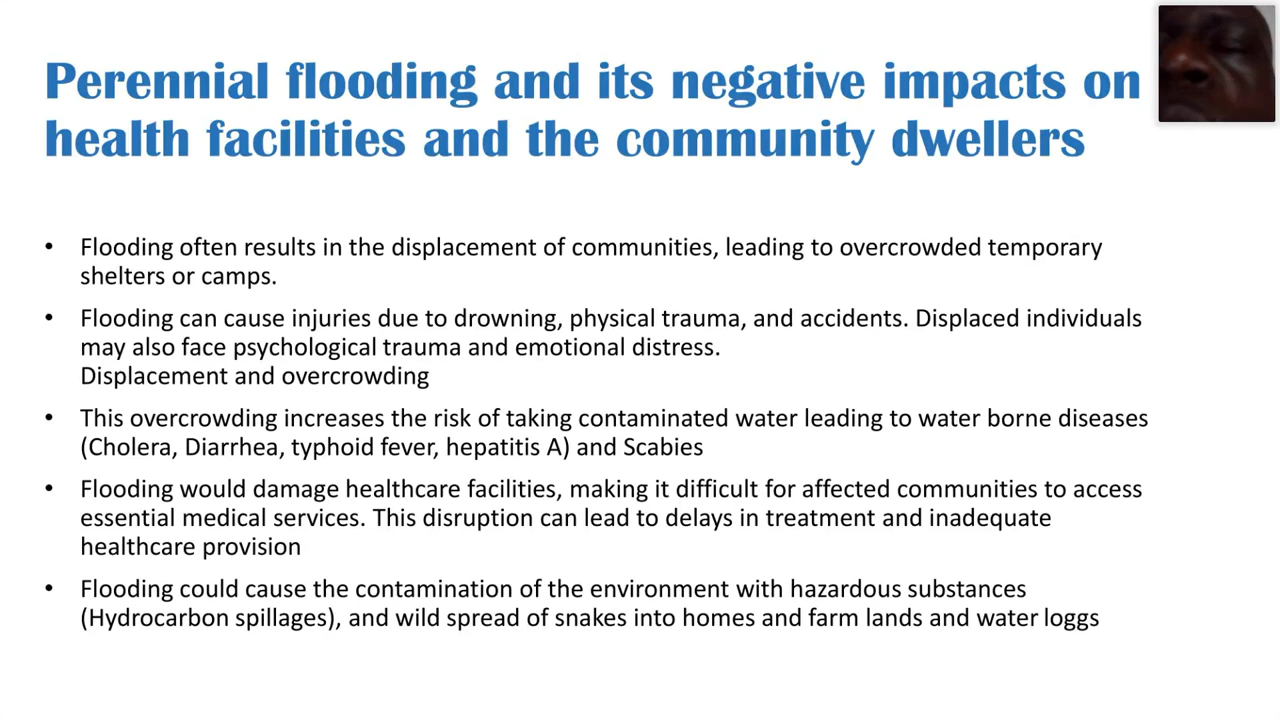 Perennial flooding and its negative impacts on
health facilities and the community dwellers
• Flooding often results in the displacement of communities, leading to overcrowded temporary
shelters or camps.
• Flooding can cause injuries due to drowning, physical trauma, and accidents. Displaced individuals
may also face psychological trauma and emotional distress.
Displacement and overcrowding
• This overcrowding increases the risk of taking contaminated water leading to water borne diseases
(Cholera, Diarrhea, typhoid fever, hepatitis A) and Scabies
• Flooding would damage healthcare facilities, making it difficult for affected communities to access
essential medical services. This disruption can lead to delays in treatment and inadequate
healthcare provision
• Flooding could cause the contamination of the environment with hazardous substances
(Hydrocarbon spillages), and wild spread of snakes into homes and farm lands and water loggs